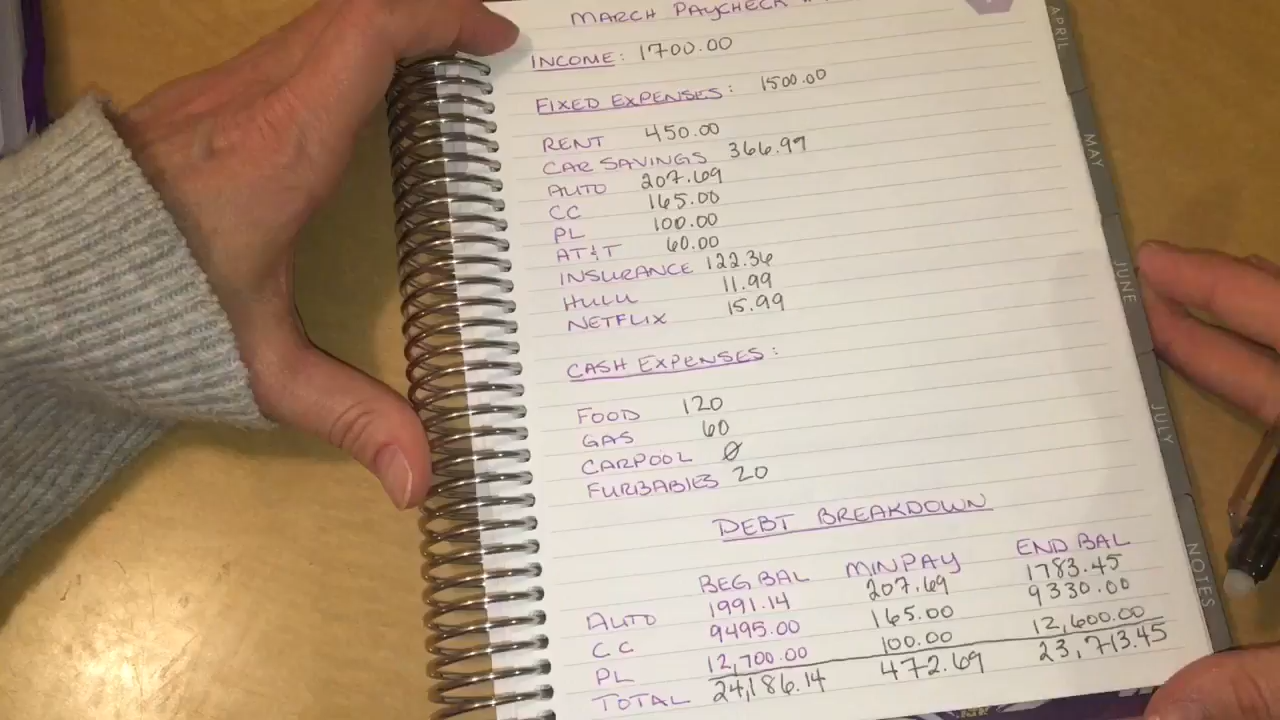 MARCH PAYCHECK
INCOME: 1700.00
FIXED EXPENSES: 1500.00
RENT 450.00
CAR SAVINGS 366.97
AUTO 207.69
CC 165.00
PL 100.00
AT&T 60.00
INSURANCE 122.36
HULU 11.99
NETFLIX 15.99
CASH EXPENSES:
FOOD 120
GAS 60
CARPOOL 0
FURBABIES 20
DEBT BREAKDOWN
BEG BAL MIN PAY END BAL
AUTO 1991.14 207.69 1783.45
CC 9495.00 165.00 9330.00
PL 12,700.00 100.00 12,600.00
TOTAL 24,186.14 472.69 23,713.45
APRIL
MAY
JUNE
JULY
NOTES